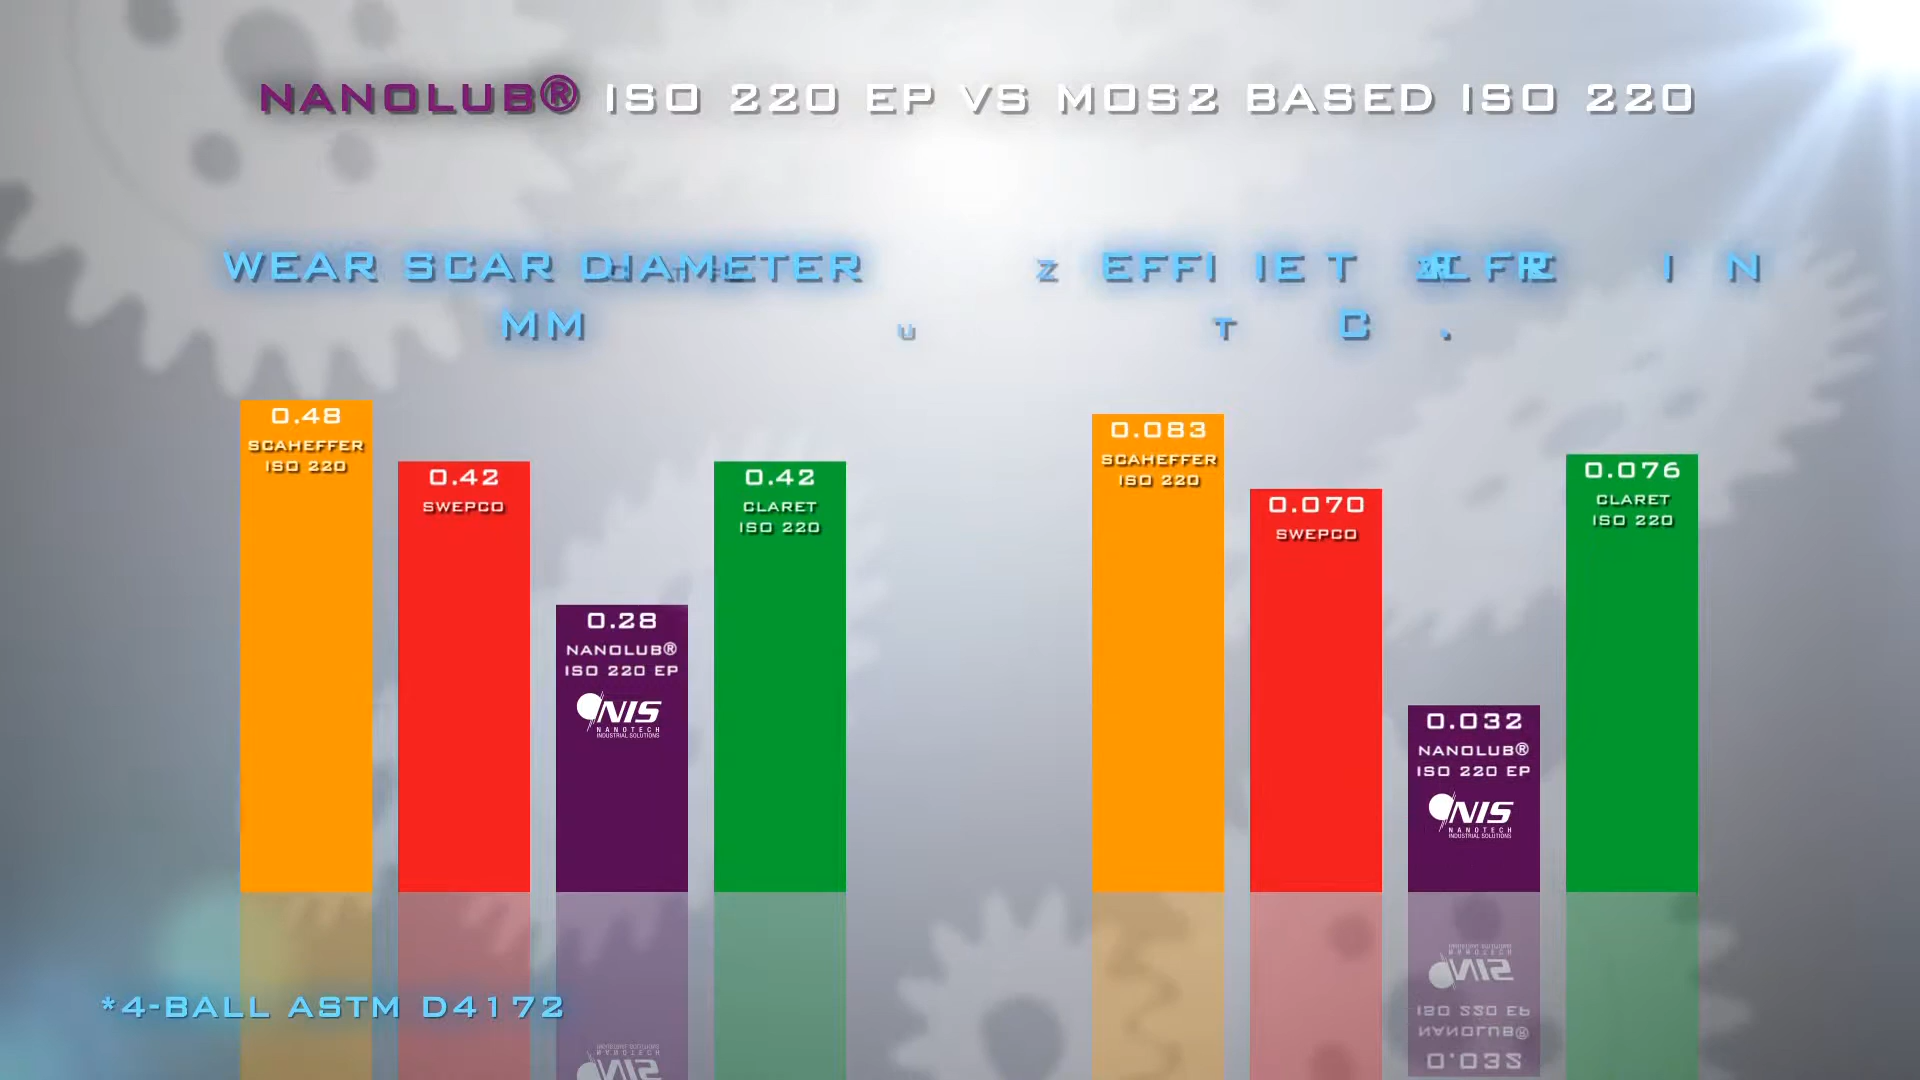 NANOLUB® ISO 220 EP VS MOS2 BASED ISO 220
WEAR SCAR DIAMETER
MM
0.48
SCAHEFFER
ISO 220
0.42
SWEPCO
0.28
NANOLUB®
ISO 220 EP
NIS
NANOTECH
INDUSTRIAL SOLUTIONS
0.42
CLARET
ISO 220
0.083
SCAHEFFER
ISO 220
0.070
SWEPCO
0.032
NANOLUB®
ISO 220 EP
NIS
NANOTECH
INDUSTRIAL SOLUTIONS
0.076
CLARET
ISO 220
*4-BALL ASTM D4172